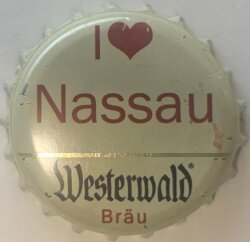 I ❤ Nassau
Westerwald®
Bräu